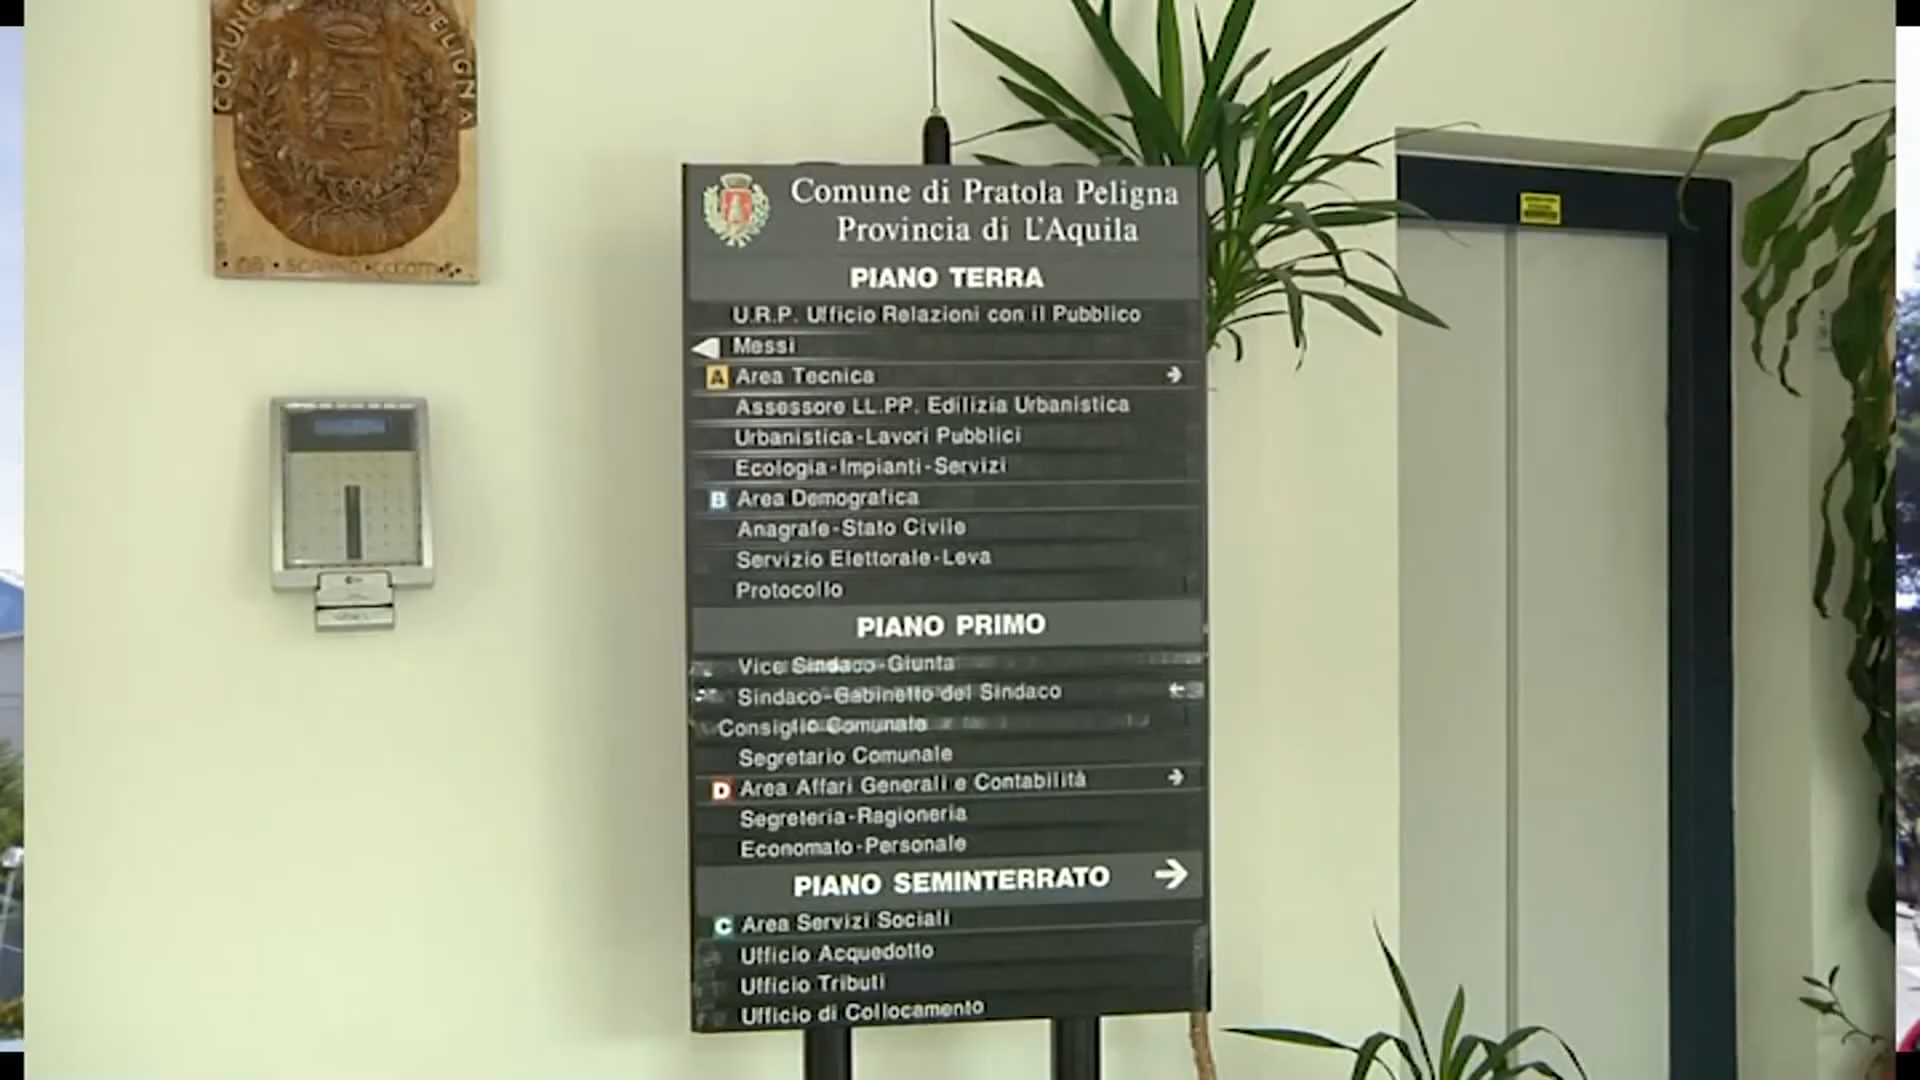 COMUNE PELIGNA
Comune di Pratola Peligna
Provincia di L'Aquila
PIANO TERRA
U.R.P. Ufficio Relazioni con il Pubblico
Messi
A Area Tecnica
Assessore LL.PP. Edilizia Urbanistica
Urbanistica-Lavori Pubblici
Ecologia-Impianti-Servizi
B Area Demografica
Anagrafe-Stato Civile
Servizio Elettorale-Leva
Protocollo
PIANO PRIMO
Vice Sindaco-Giunta
Sindaco-Gabinetto del Sindaco
Consiglio Comunale
Segretario Comunale
D Area Affari Generali e Contabilità
Segreteria-Ragioneria
Economato-Personale
PIANO SEMINTERRATO
C Area Servizi Sociali
Ufficio Acquedotto
Ufficio Tributi
Ufficio di Collocamento